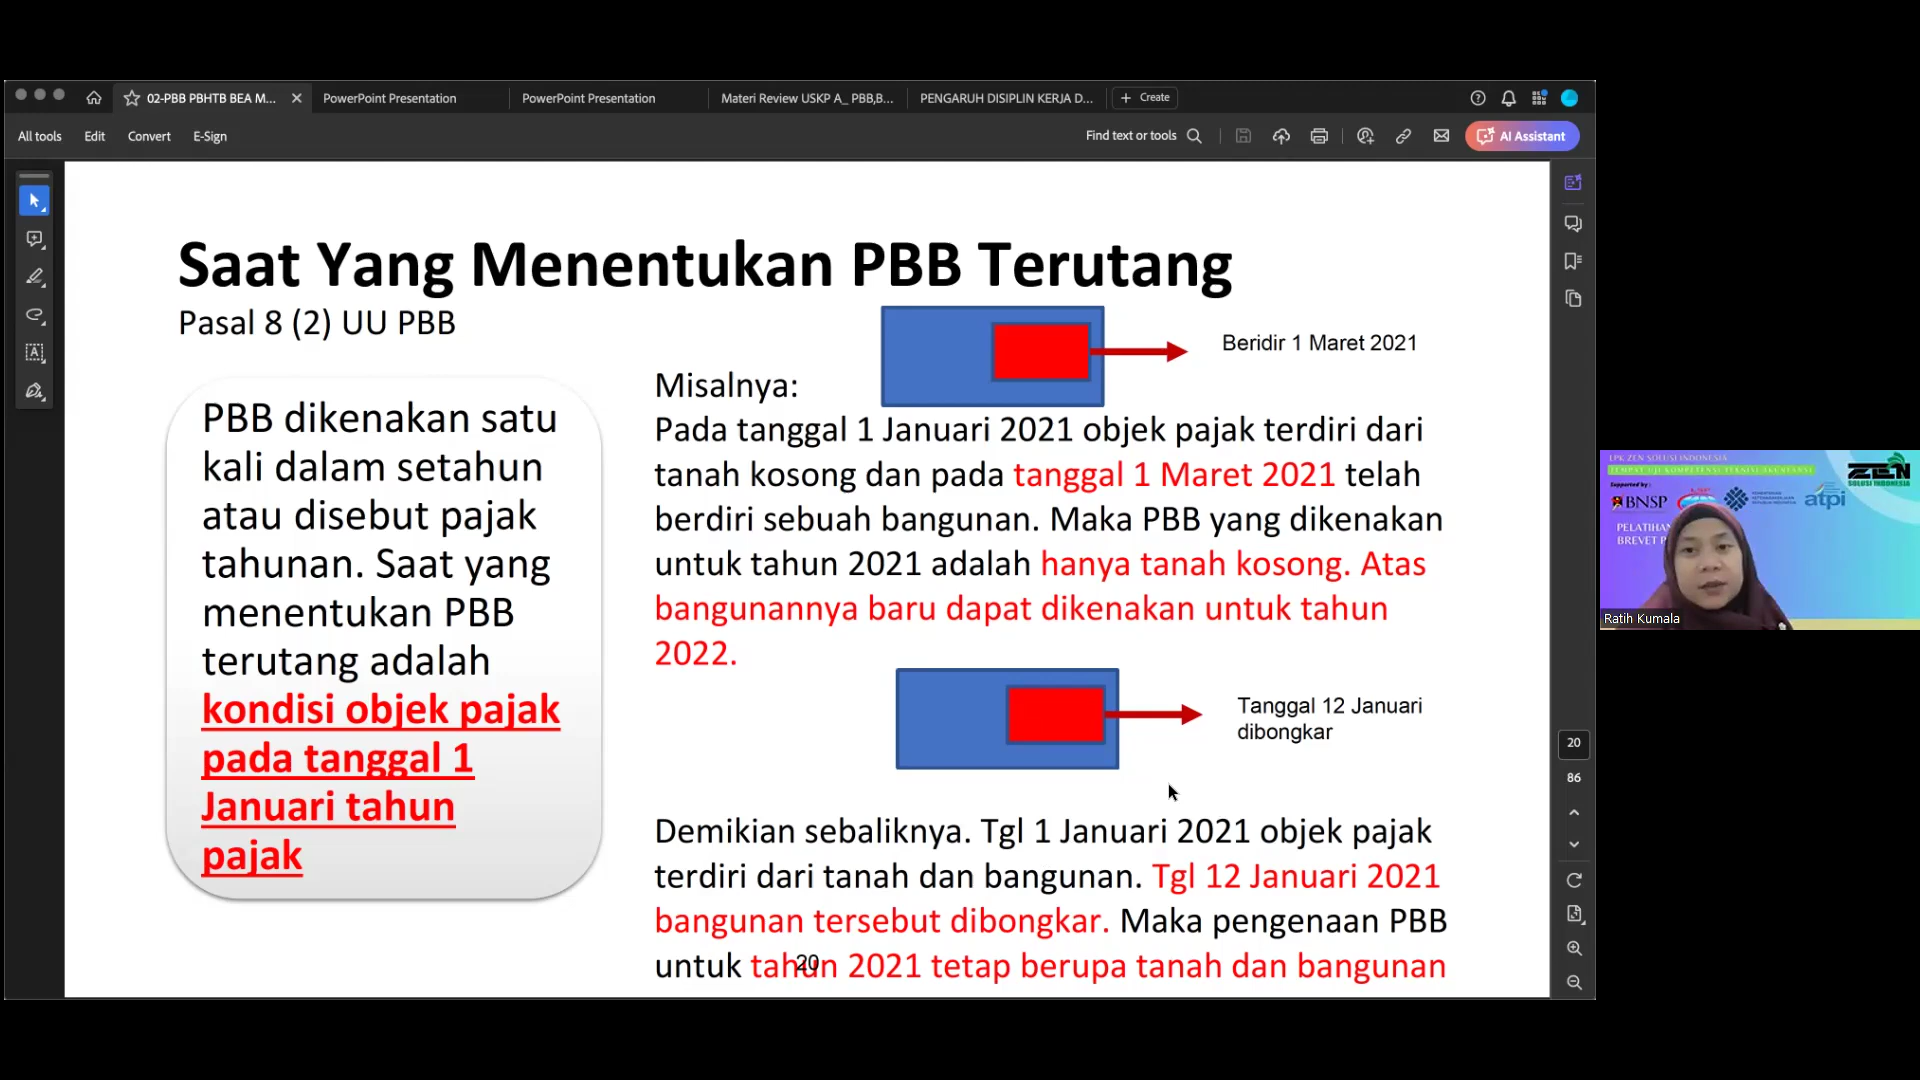 02-PBB PBHTB BEA M...
PowerPoint Presentation
PowerPoint Presentation
Materi Review USKP A_ PBB,B...
PENGARUH DISIPLIN KERJA D...
Create
All tools
Edit
Convert
E-Sign
Find text or tools
AI Assistant
Saat Yang Menentukan PBB Terutang
Pasal 8 (2) UU PBB
PBB dikenakan satu
kali dalam setahun
atau disebut pajak
tahunan. Saat yang
menentukan PBB
terutang adalah
kondisi objek pajak
pada tanggal 1
Januari tahun
pajak
Beridir 1 Maret 2021
Misalnya:
Pada tanggal 1 Januari 2021 objek pajak terdiri dari
tanah kosong dan pada tanggal 1 Maret 2021 telah
berdiri sebuah bangunan. Maka PBB yang dikenakan
untuk tahun 2021 adalah hanya tanah kosong. Atas
bangunannya baru dapat dikenakan untuk tahun
2022.
Tanggal 12 Januari
dibongkar
Demikian sebaliknya. Tgl 1 Januari 2021 objek pajak
terdiri dari tanah dan bangunan. Tgl 12 Januari 2021
bangunan tersebut dibongkar. Maka pengenaan PBB
untuk tahun 2021 tetap berupa tanah dan bangunan
20
20
86
LPK ZEN SOLUSI INDONESIA
TEMPAT UJI KOMPETENSI TEKNISI AKUNTANSI
Supported by :
BNSP
atpi
ZEN
SOLUSI INDONESIA
PELATIHAN
BREVET P
Ratih Kumala